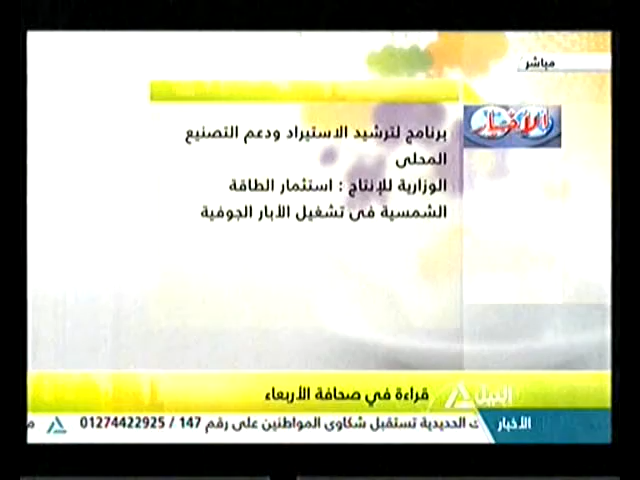 مباشر
الأخبار
برنامج لترشيد الاستيراد ودعم التصنيع
المحلى
الوزارية للإنتاج : استثمار الطاقة
الشمسية فى تشغيل الأبار الجوفية
النيل
قراءة في صحافة الأربعاء
الأخبار
الحديدية تستقبل شكاوى المواطنين على رقم 147 / 01274422925